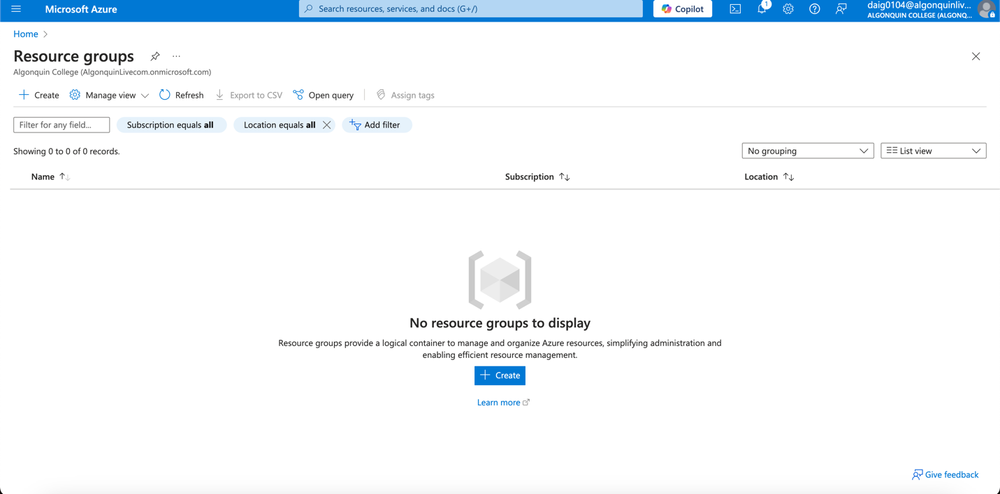 Microsoft Azure
Search resources, services, and docs (G+/)
Copilot
1
daig0104@algonquinliv...
ALGONQUIN COLLEGE (ALGONQ...
Home
Resource groups
...
Algonquin College (AlgonquinLivecom.onmicrosoft.com)
Create
Manage view
Refresh
Export to CSV
Open query
Assign tags
Filter for any field...
Subscription equals all
Location equals all
Add filter
Showing 0 to 0 of 0 records.
No grouping
List view
Name
Subscription
Location
No resource groups to display
Resource groups provide a logical container to manage and organize Azure resources, simplifying administration and
enabling efficient resource management.
Create
Learn more
Give feedback